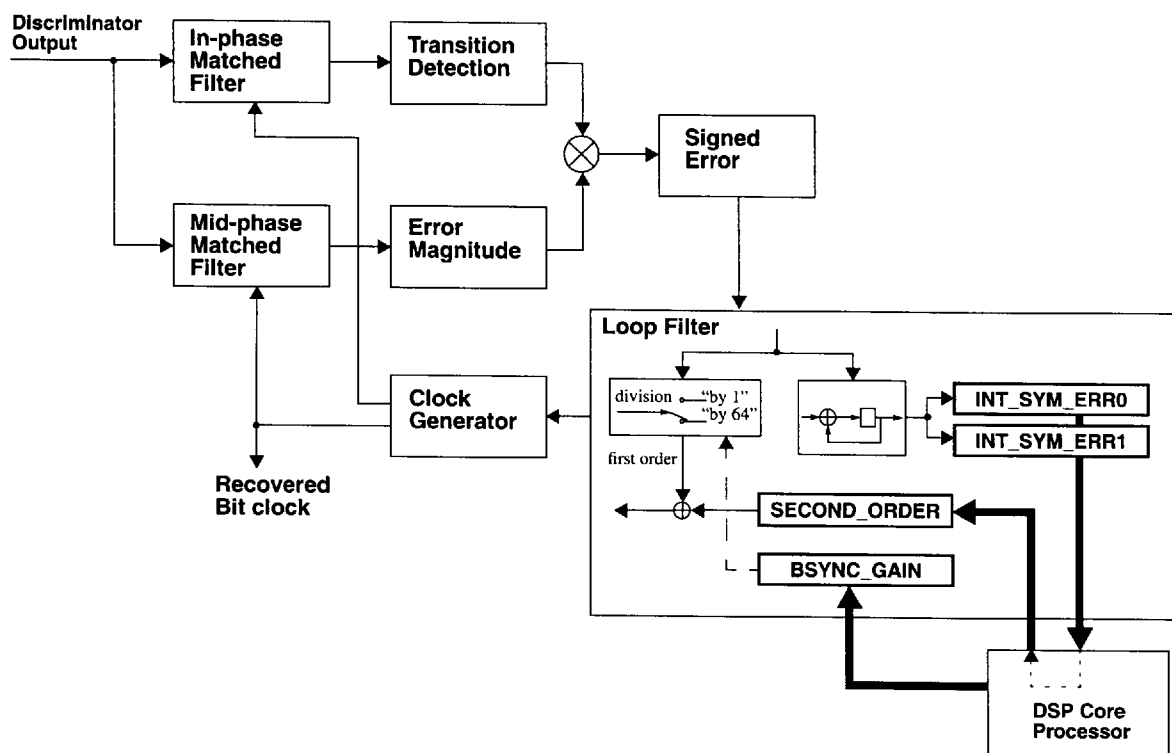 Discriminator
Output
In-phase
Matched
Filter
Transition
Detection
Signed
Error
Mid-phase
Matched
Filter
Error
Magnitude
Loop Filter
Clock
Generator
division
"by 1"
"by 64"
INT_SYM_ERR0
INT_SYM_ERR1
first order
Recovered
Bit clock
SECOND_ORDER
BSYNC_GAIN
DSP Core
Processor